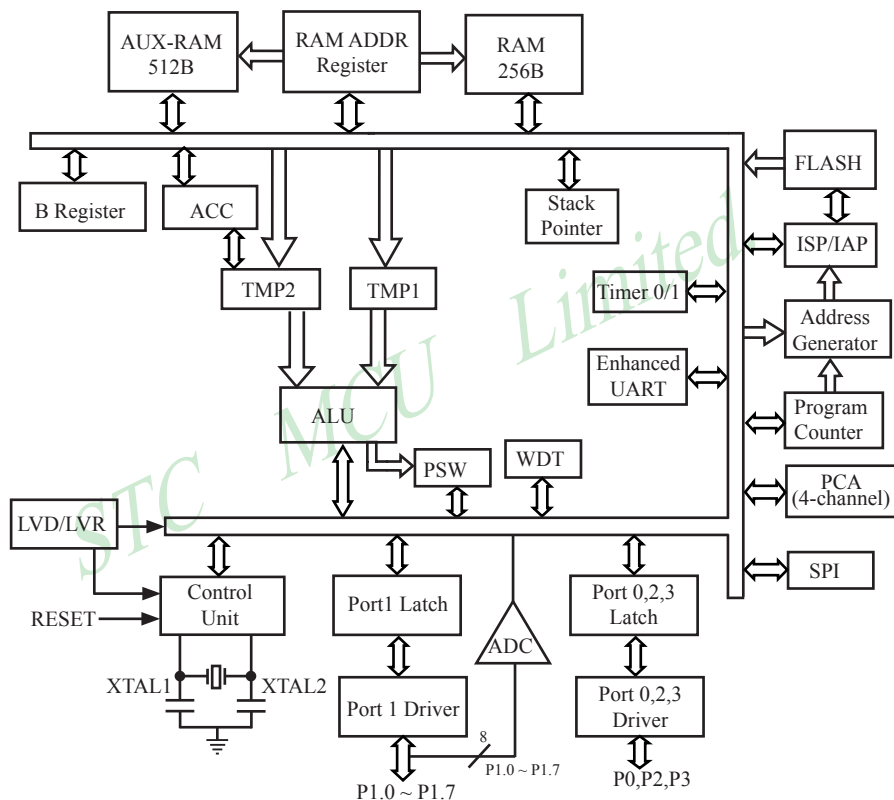 AUX-RAM
512B
RAM ADDR
Register
RAM
256B
FLASH
B Register
ACC
Stack
Pointer
ISP/IAP
TMP2
TMP1
Timer 0/1
Address
Generator
Enhanced
UART
ALU
Program
Counter
PSW
WDT
PCA
(4-channel)
LVD/LVR
SPI
Control
Unit
RESET
Port1 Latch
Port 0,2,3
Latch
ADC
XTAL1
XTAL2
Port 1 Driver
Port 0,2,3
Driver
8
P1.0 ~ P1.7
P1.0 ~ P1.7
P0,P2,P3
STC MCU Limited